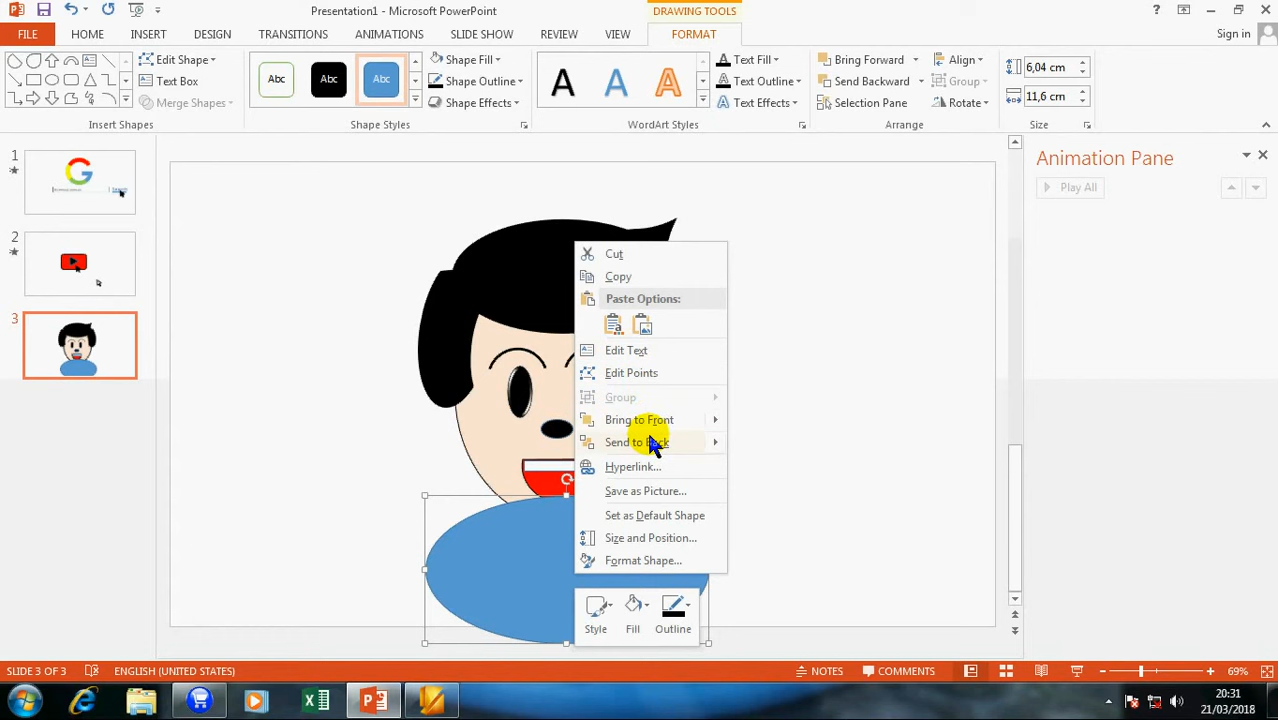 Presentation1 - Microsoft PowerPoint
DRAWING TOOLS
?
FILE
HOME
INSERT
DESIGN
TRANSITIONS
ANIMATIONS
SLIDE SHOW
REVIEW
VIEW
FORMAT
Sign in
Edit Shape
Text Box
Merge Shapes
Insert Shapes
Abc
Abc
Abc
Shape Fill
Shape Outline
Shape Effects
Shape Styles
A
A
A
Text Fill
Text Outline
Text Effects
WordArt Styles
Bring Forward
Send Backward
Selection Pane
Align
Group
Rotate
Arrange
6,04 cm
11,6 cm
Size
1
2
3
Animation Pane
Play All
Cut
Copy
Paste Options:
Edit Text
Edit Points
Group
Bring to Front
Send to Back
Hyperlink...
Save as Picture...
Set as Default Shape
Size and Position...
Format Shape...
Style
Fill
Outline
SLIDE 3 OF 3
ENGLISH (UNITED STATES)
NOTES
COMMENTS
69%
20:31
21/03/2018